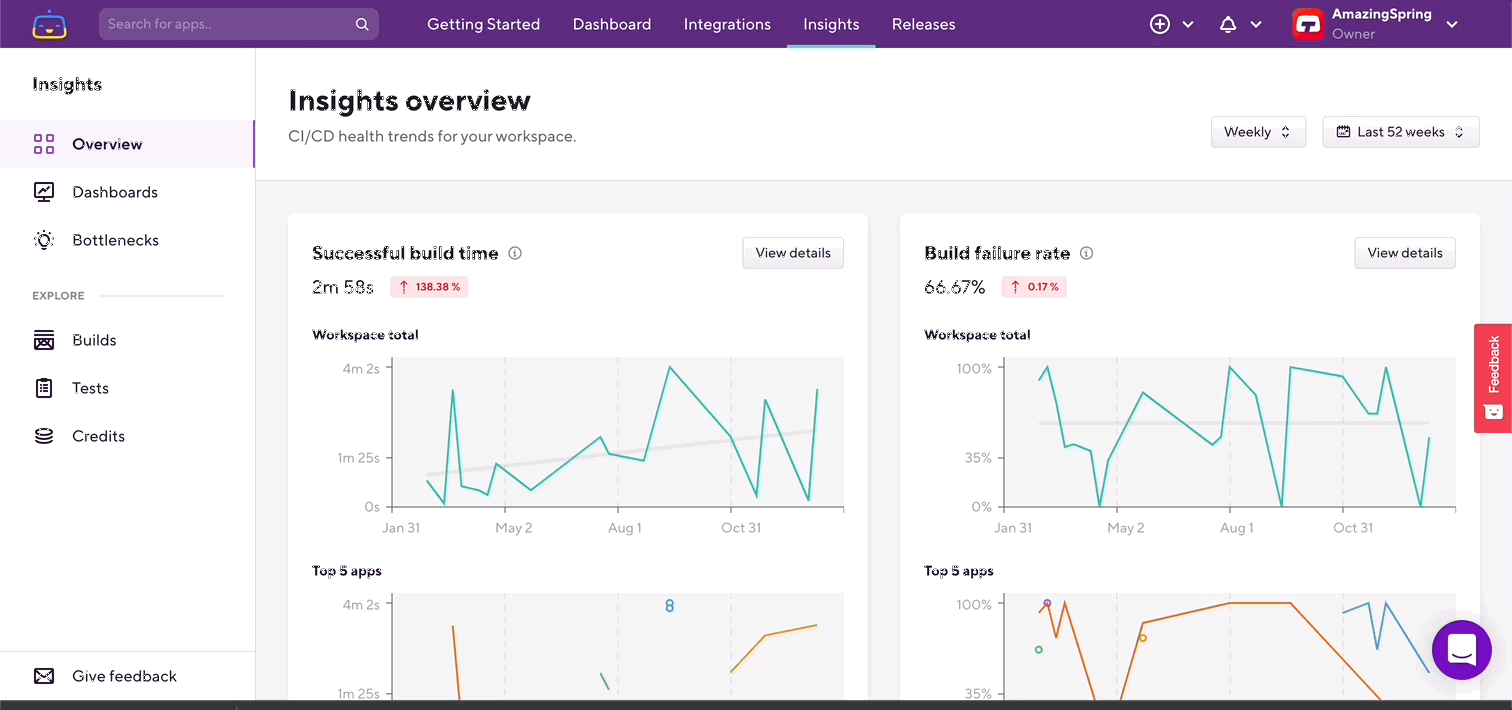 Search for apps..
Getting Started
Dashboard
Integrations
Insights
Releases
AmazingSpring
Owner
Insights
Overview
Dashboards
Bottlenecks
EXPLORE
Builds
Tests
Credits
Give feedback
Insights overview
CI/CD health trends for your workspace.
Weekly
Last 52 weeks
Successful build time
View details
2m 58s
138.38 %
Workspace total
4m 2s
1m 25s
0s
Jan 31
May 2
Aug 1
Oct 31
Top 5 apps
4m 2s
1m 25s
Build failure rate
View details
66.67%
0.17 %
Workspace total
100%
35%
0%
Jan 31
May 2
Aug 1
Oct 31
Top 5 apps
100%
35%
Feedback